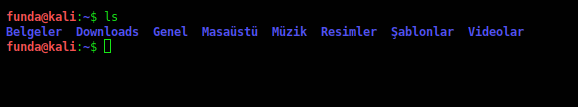 funda@kali:~$ ls
Belgeler  Downloads  Genel  Masaüstü  Müzik  Resimler  Şablonlar  Videolar
funda@kali:~$